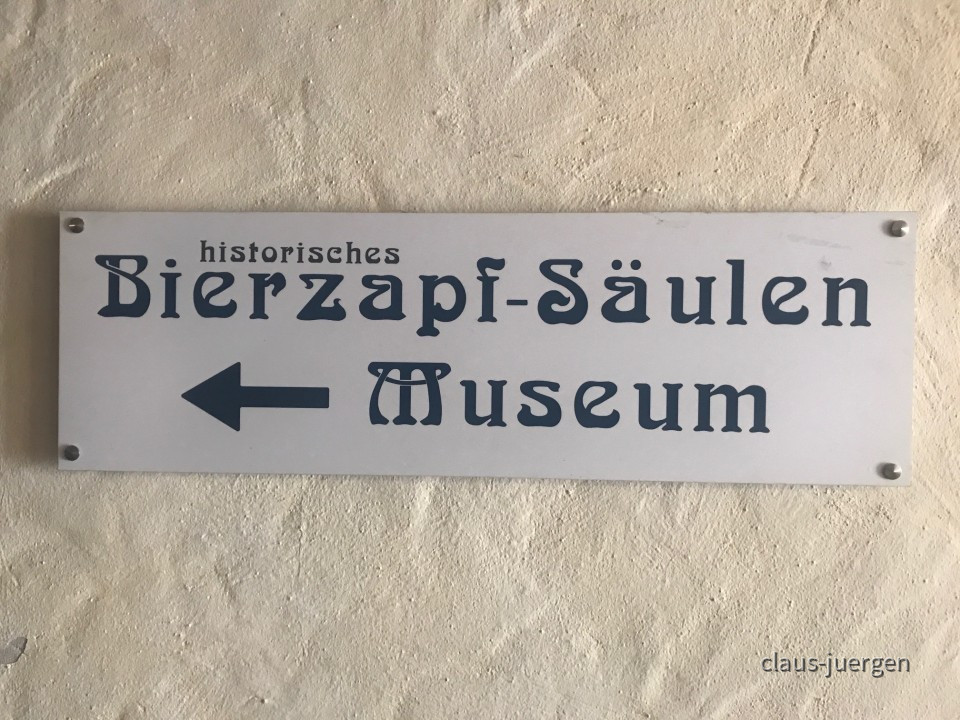 historisches
Bierzapf-Säulen
Museum
claus-juergen